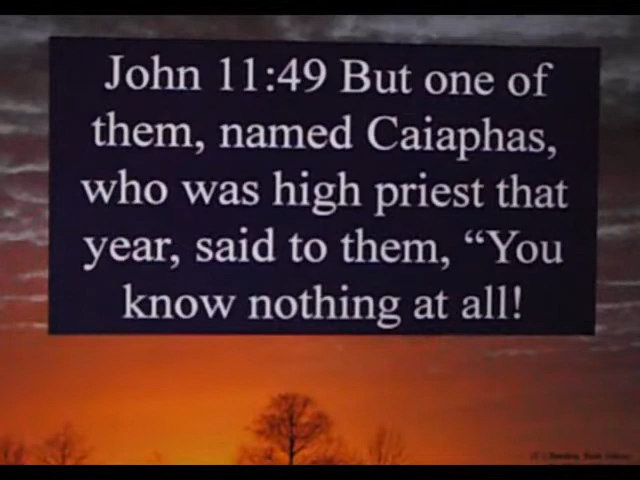 John 11:49 But one of
them, named Caiaphas,
who was high priest that
year, said to them, “You
know nothing at all!